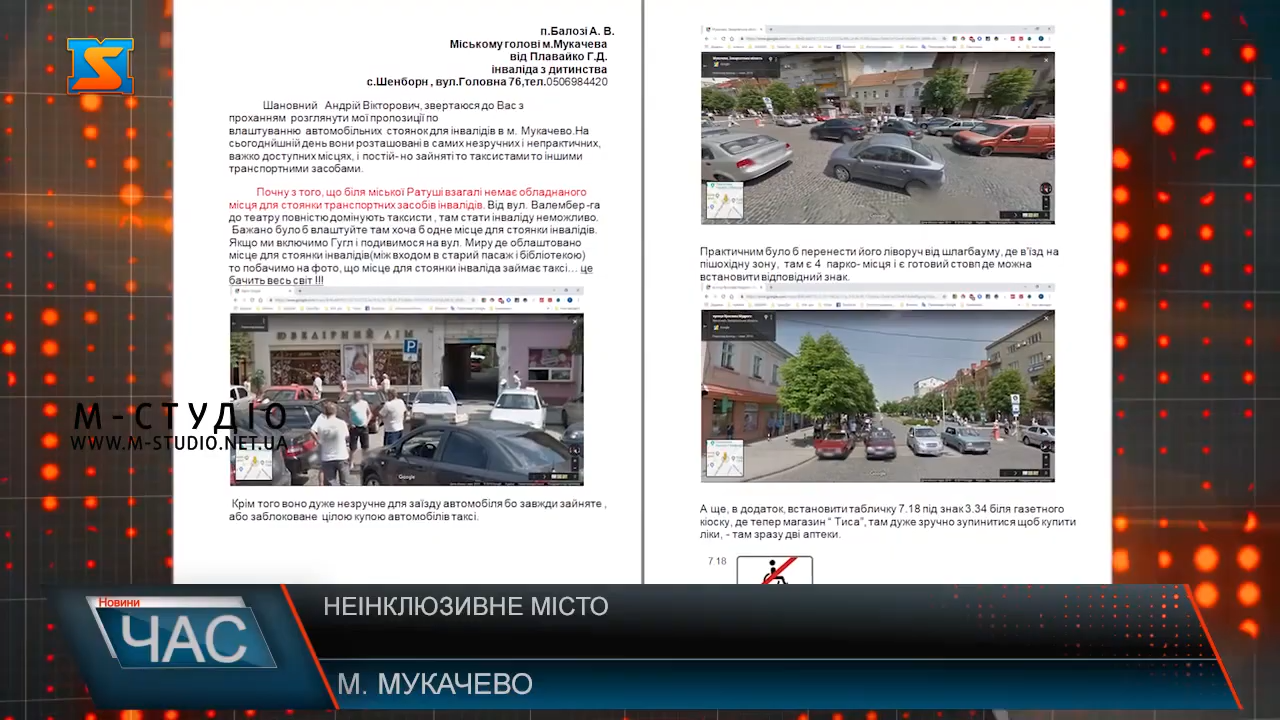 п.Балозі А. В.
Міському голові м.Мукачева
від Плавайко Г.Д.
інваліда з дитинства
с.Шенборн , вул.Головна 76,тел.0506984420
Шановний Андрій Вікторович, звертаюся до Вас з
проханням розглянути мої пропозиції по
влаштуванню автомобільних стоянок для інвалідів в м. Мукачево.На
сьогоднійшній день вони розташовані в самих незручних і непрактичних,
важко доступних місцях, і постій- но зайняті то таксистами то іншими
транспортними засобами.
Почну з того, що біля міської Ратуші взагалі немає обладнаного
місця для стоянки транспортних засобів інвалідів. Від вул. Валембер -га
до театру повністю домінують таксисти , там стати інваліду неможливо.
Бажано було б влаштуйте там хоча б одне місце для стоянки інвалідів.
Якщо ми включимо Гугл і подивимося на вул. Миру де облаштовано
місце для стоянки інвалідів(між входом в старий пасаж і бібліотекою)
то побачимо на фото, що місце для стоянки інваліда займає таксі... це
бачить весь світ !!!
ЮВЕЛІРНИЙ ДІМ
P
Google
Крім того воно дуже незручне для заїзду автомобіля бо завжди зайняте ,
або заблоковане цілою купою автомобілів таксі.
Практичним було б перенести його ліворуч від шлагбауму, де в'їзд на
пішохідну зону, там є 4 парко- місця і є готовий стовп де можна
встановити відповідний знак.
Google
А ще, в додаток, встановити табличку 7.18 під знак 3.34 біля газетного
кіоску, де тепер магазин " Тиса", там дуже зручно зупинитися щоб купити
ліки, - там зразу дві аптеки.
7 18
М-СТУДІО
WWW.M-STUDIO.NET.UA
Новини
ЧАС
НЕІНКЛЮЗИВНЕ МІСТО
М. МУКАЧЕВО